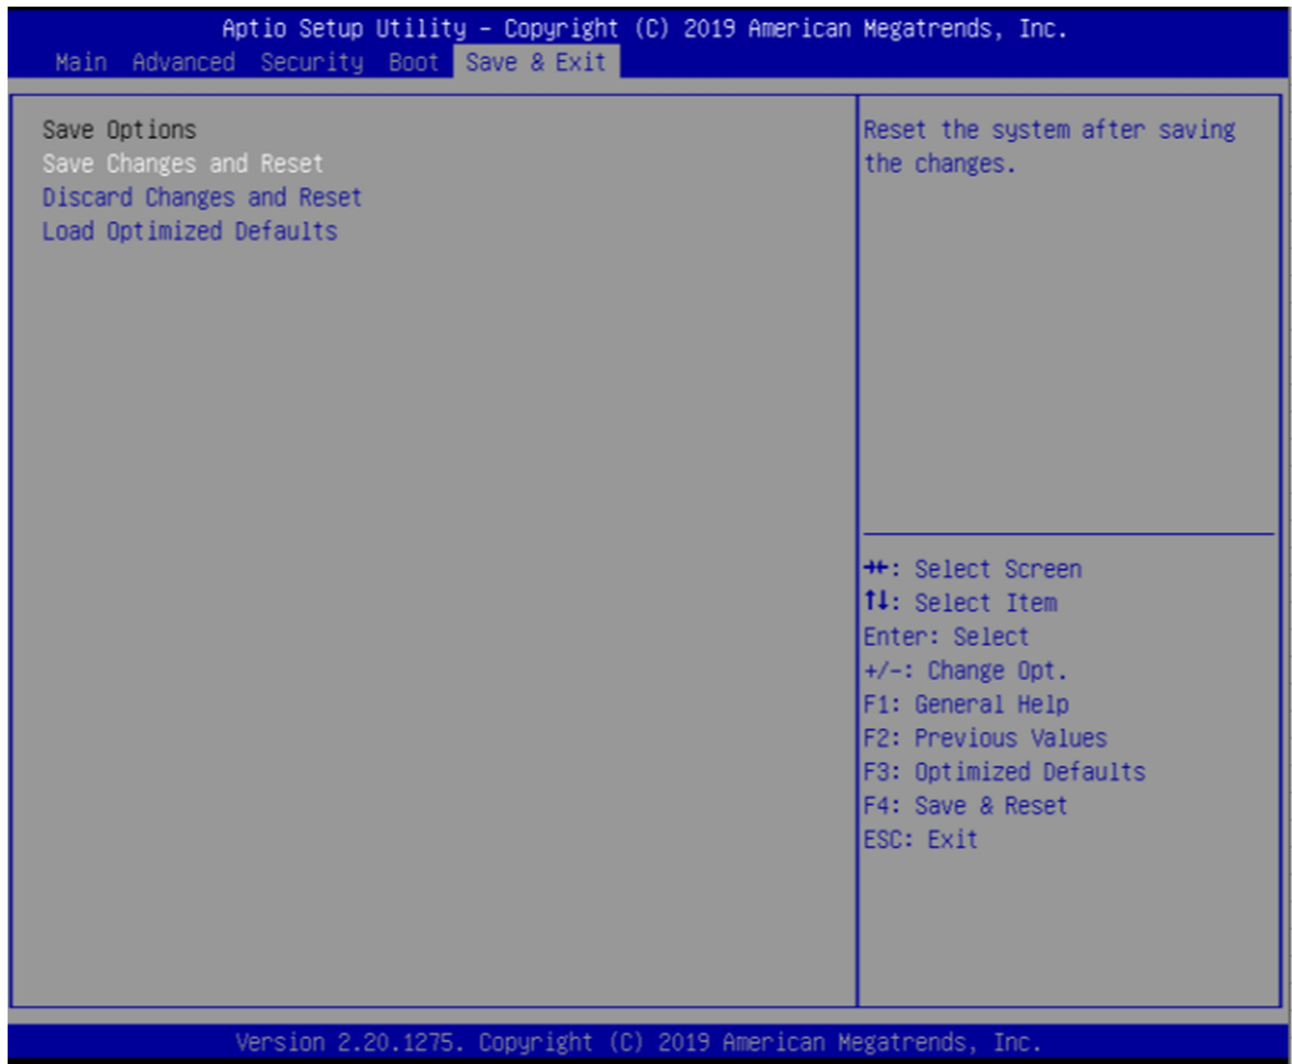 Aptio Setup Utility – Copyright (C) 2019 American Megatrends, Inc.
Main Advanced Security Boot Save & Exit
Save Options
Save Changes and Reset
Discard Changes and Reset
Load Optimized Defaults
Reset the system after saving
the changes.
→←: Select Screen
↑↓: Select Item
Enter: Select
+/-: Change Opt.
F1: General Help
F2: Previous Values
F3: Optimized Defaults
F4: Save & Reset
ESC: Exit
Version 2.20.1275. Copyright (C) 2019 American Megatrends, Inc.